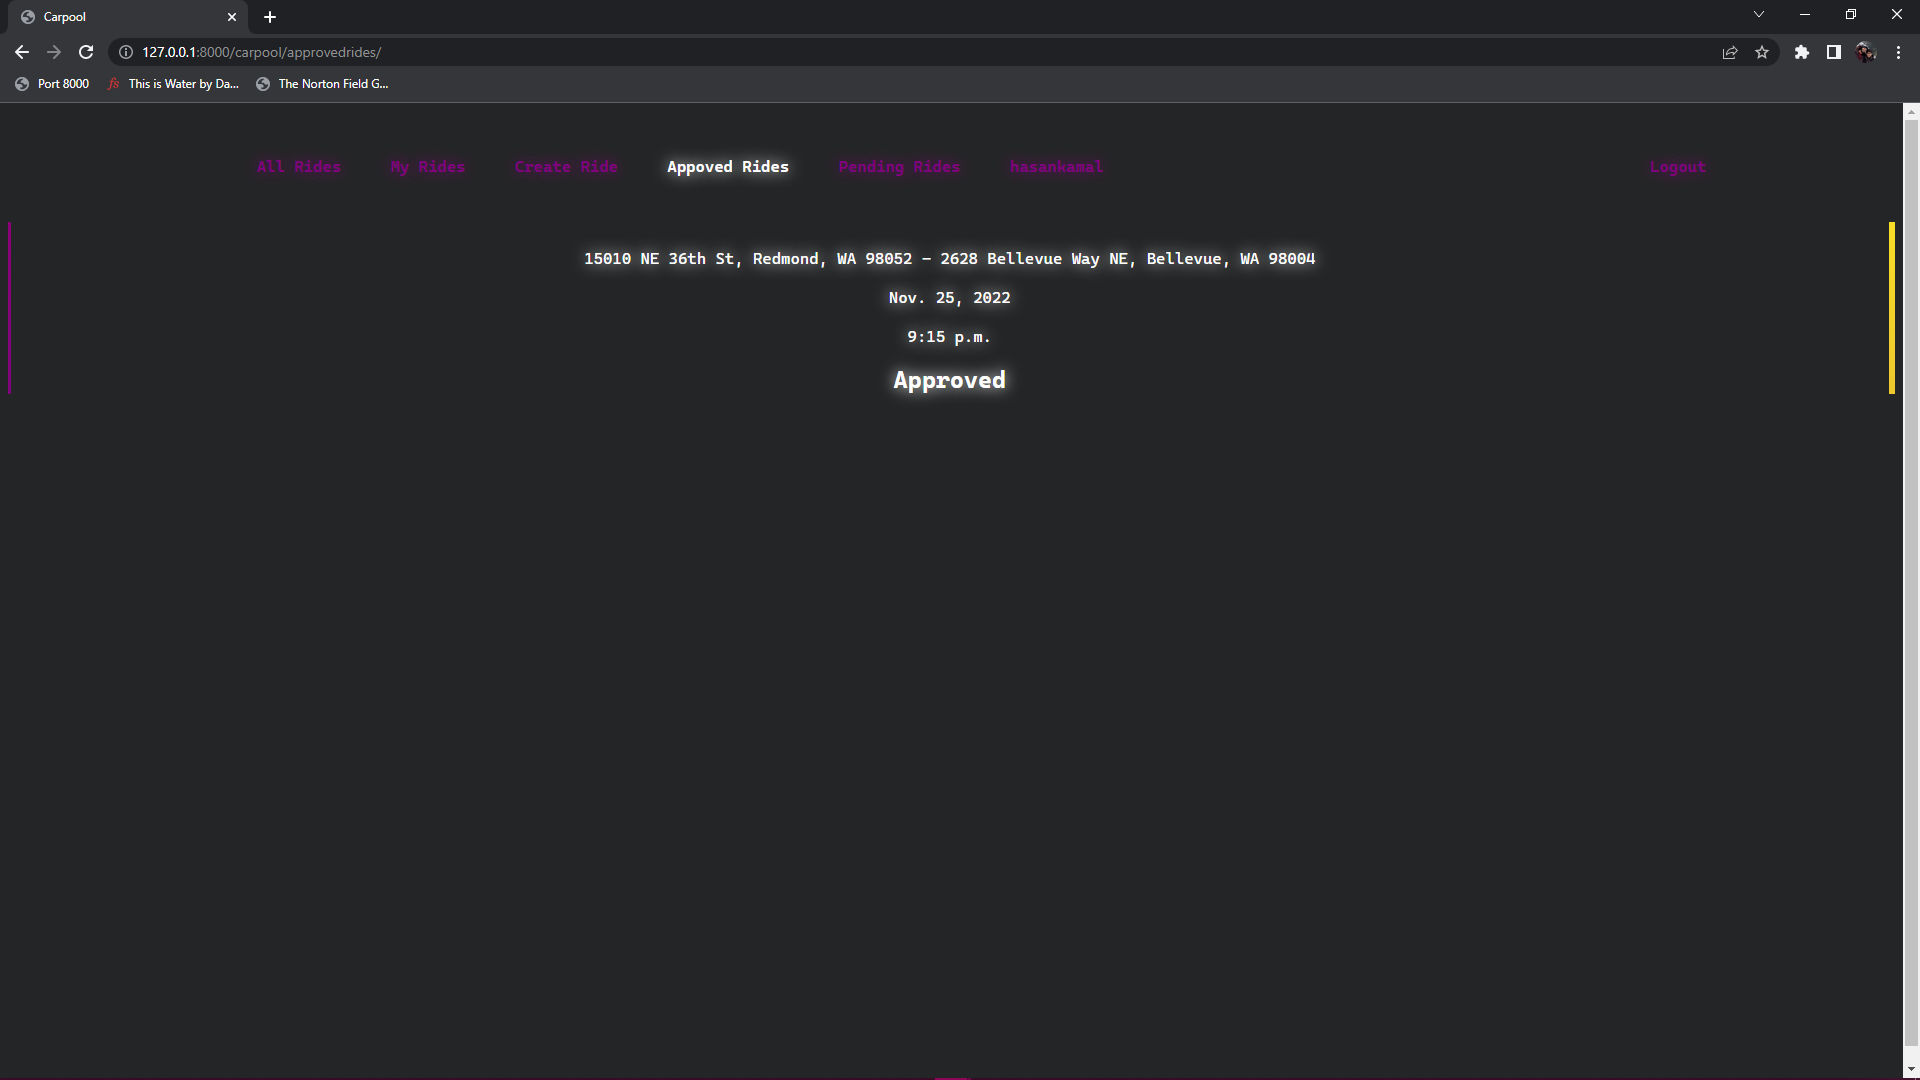 Carpool
127.0.0.1:8000/carpool/approvedrides/
Port 8000 fs This is Water by Da... The Norton Field G...
All Rides My Rides Create Ride Appoved Rides Pending Rides hasankamal Logout
15010 NE 36th St, Redmond, WA 98052 - 2628 Bellevue Way NE, Bellevue, WA 98004
Nov. 25, 2022
9:15 p.m.
Approved